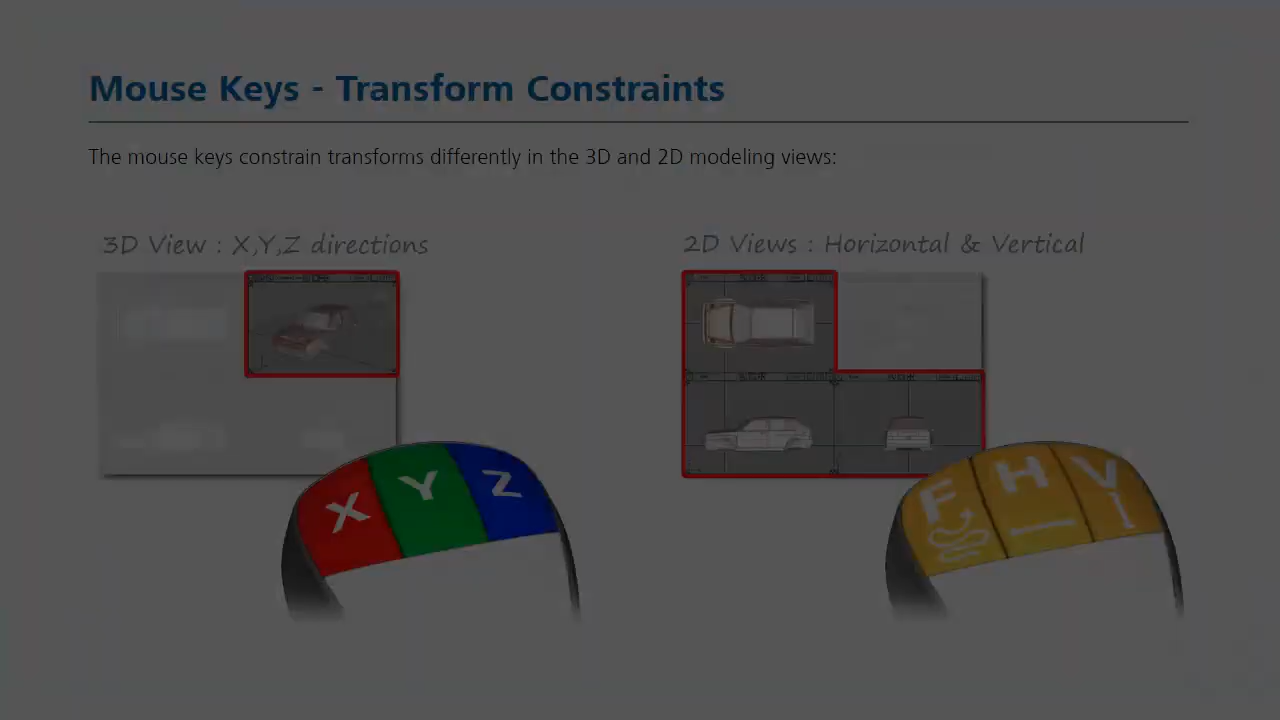 Mouse Keys - Transform Constraints
The mouse keys constrain transforms differently in the 3D and 2D modeling views:
3D View : X,Y,Z directions
2D Views : Horizontal & Vertical
X Y Z
F H V